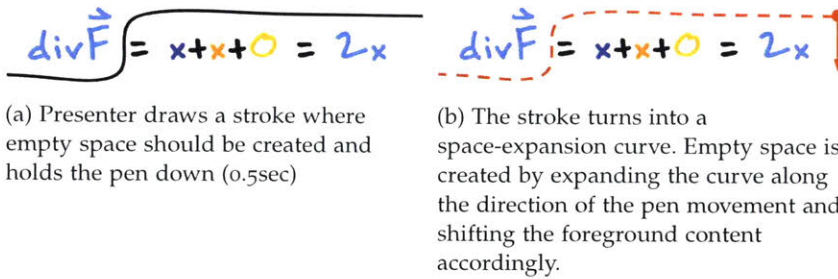 divF⃗ = x+x+0 = 2x
divF⃗ = x+x+0 = 2x
(a) Presenter draws a stroke where
empty space should be created and
holds the pen down (0.5sec)
(b) The stroke turns into a
space-expansion curve. Empty space is
created by expanding the curve along
the direction of the pen movement and
shifting the foreground content
accordingly.